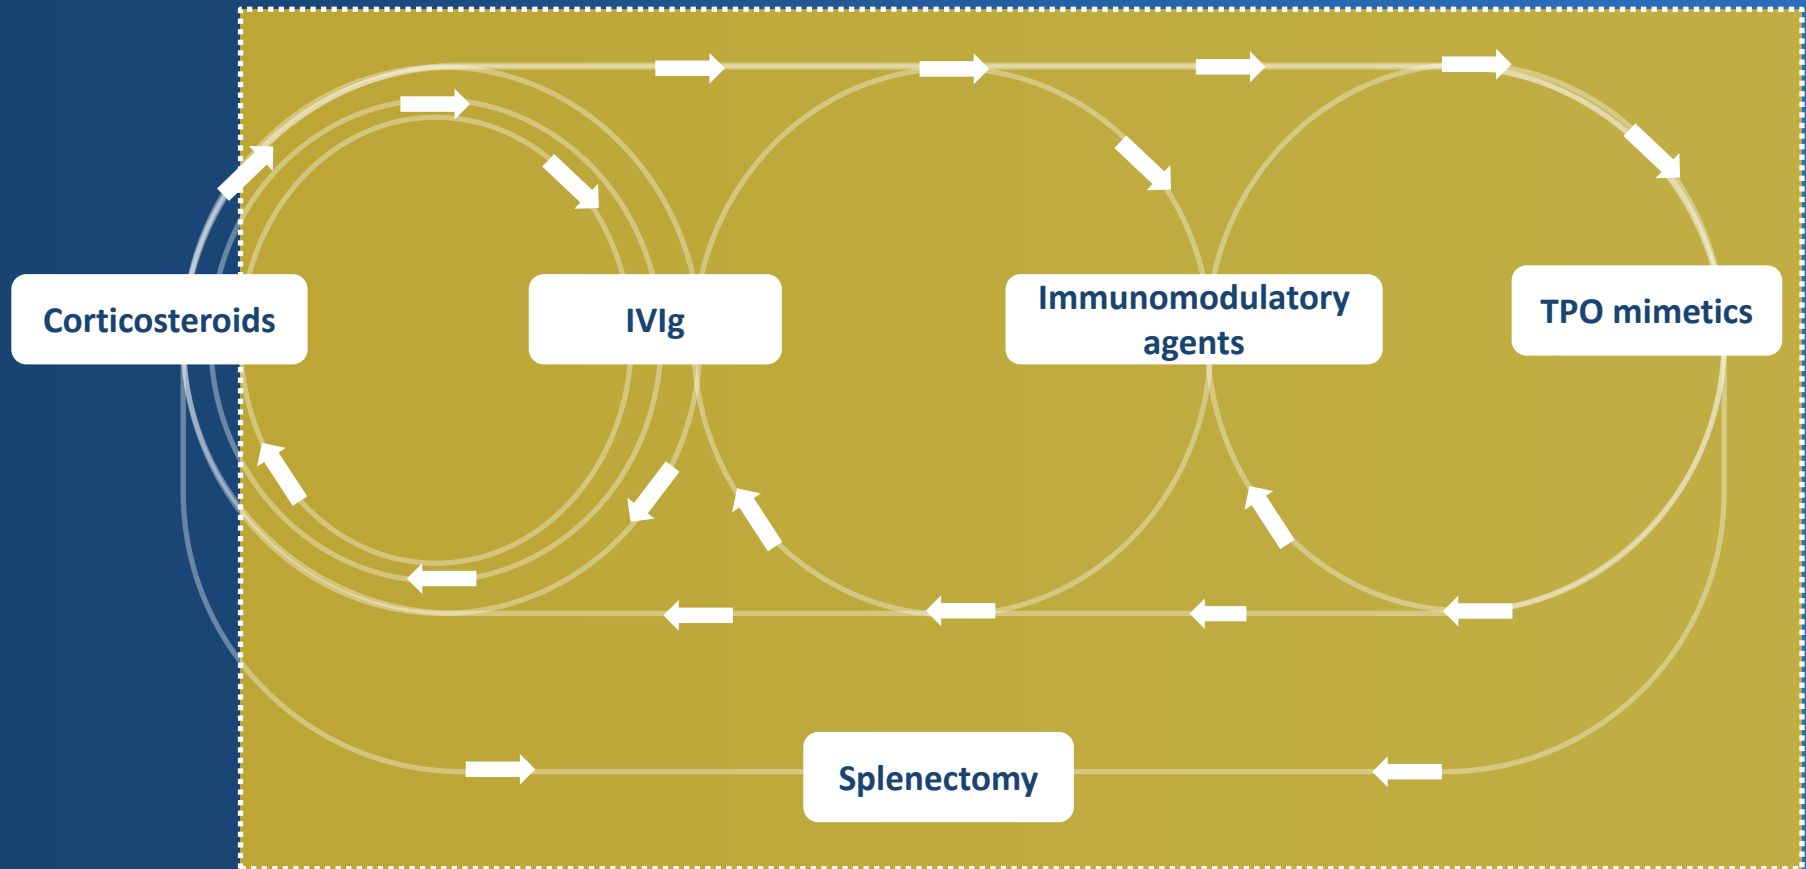 Corticosteroids
IVIg
Immunomodulatory
agents
TPO mimetics
Splenectomy